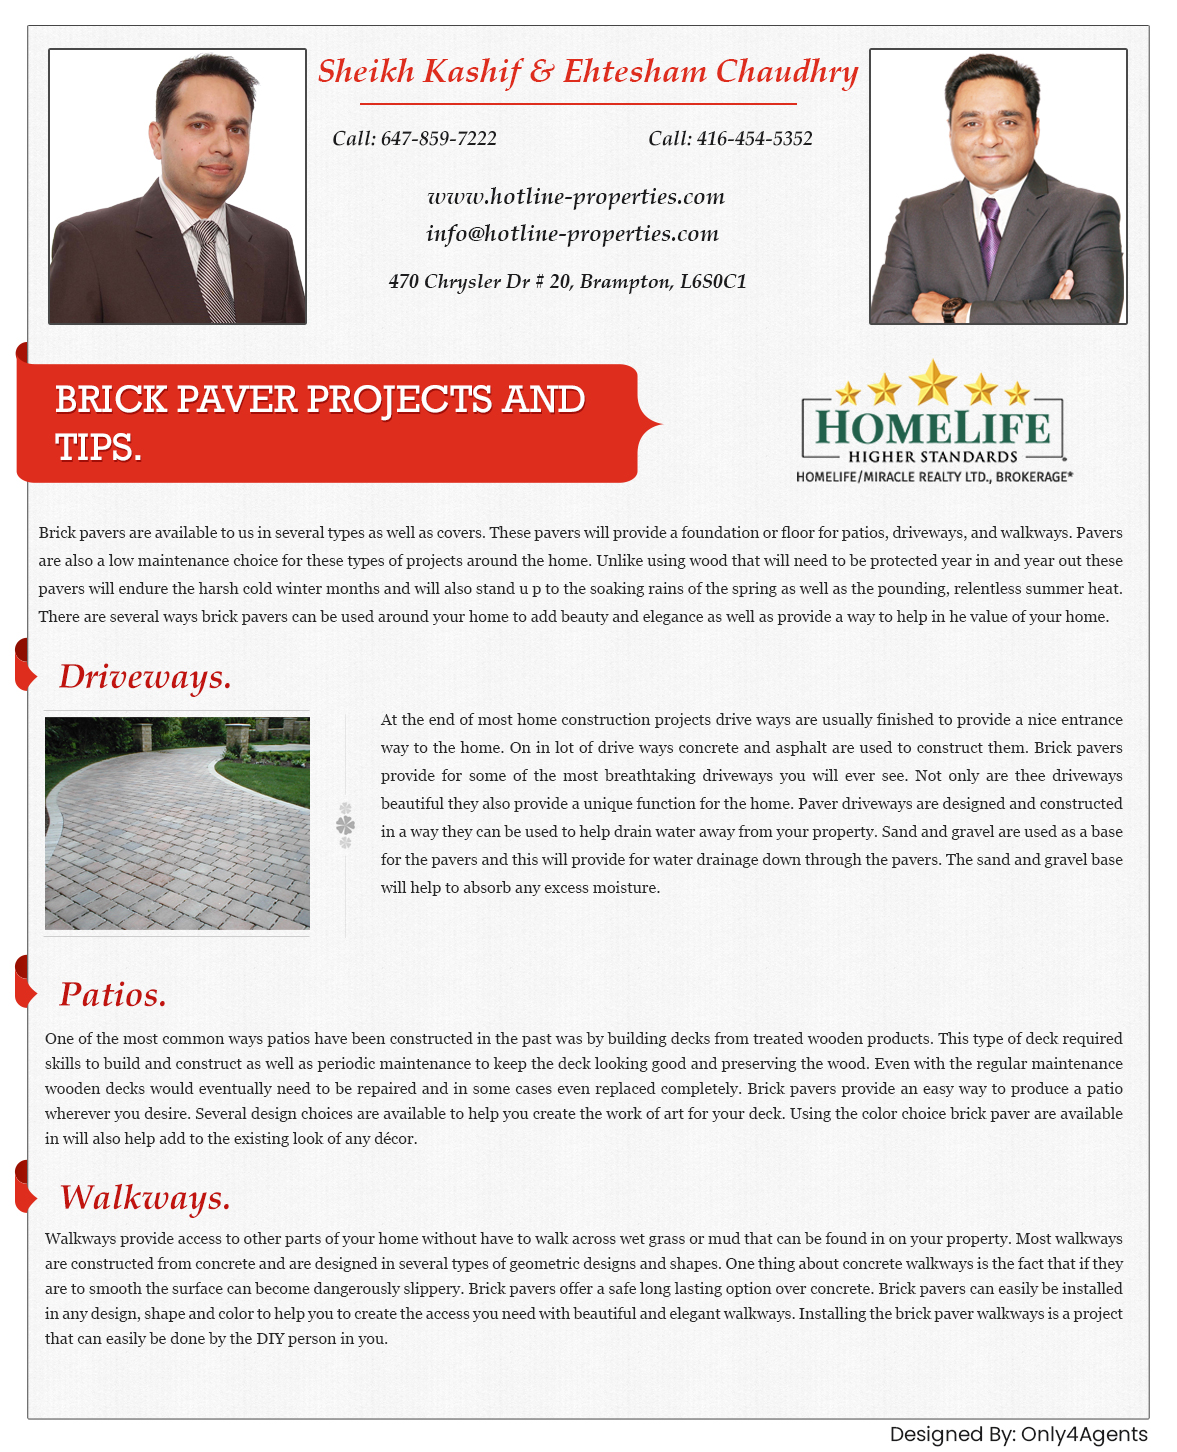 Sheikh Kashif & Ehtesham Chaudhry
Call: 647-859-7222
Call: 416-454-5352
www.hotline-properties.com
info@hotline-properties.com
470 Chrysler Dr # 20, Brampton, L6S0C1
BRICK PAVER PROJECTS AND
TIPS.
HOMELIFE
HIGHER STANDARDS
HOMELIFE/MIRACLE REALTY LTD., BROKERAGE*
Brick pavers are available to us in several types as well as covers. These pavers will provide a foundation or floor for patios, driveways, and walkways. Pavers
are also a low maintenance choice for these types of projects around the home. Unlike using wood that will need to be protected year in and year out these
pavers will endure the harsh cold winter months and will also stand u p to the soaking rains of the spring as well as the pounding, relentless summer heat.
There are several ways brick pavers can be used around your home to add beauty and elegance as well as provide a way to help in he value of your home.
Driveways.
At the end of most home construction projects drive ways are usually finished to provide a nice entrance
way to the home. On in lot of drive ways concrete and asphalt are used to construct them. Brick pavers
provide for some of the most breathtaking driveways you will ever see. Not only are thee driveways
beautiful they also provide a unique function for the home. Paver driveways are designed and constructed
in a way they can be used to help drain water away from your property. Sand and gravel are used as a base
for the pavers and this will provide for water drainage down through the pavers. The sand and gravel base
will help to absorb any excess moisture.
Patios.
One of the most common ways patios have been constructed in the past was by building decks from treated wooden products. This type of deck required
skills to build and construct as well as periodic maintenance to keep the deck looking good and preserving the wood. Even with the regular maintenance
wooden decks would eventually need to be repaired and in some cases even replaced completely. Brick pavers provide an easy way to produce a patio
wherever you desire. Several design choices are available to help you create the work of art for your deck. Using the color choice brick paver are available
in will also help add to the existing look of any décor.
Walkways.
Walkways provide access to other parts of your home without have to walk across wet grass or mud that can be found in on your property. Most walkways
are constructed from concrete and are designed in several types of geometric designs and shapes. One thing about concrete walkways is the fact that if they
are to smooth the surface can become dangerously slippery. Brick pavers offer a safe long lasting option over concrete. Brick pavers can easily be installed
in any design, shape and color to help you to create the access you need with beautiful and elegant walkways. Installing the brick paver walkways is a project
that can easily be done by the DIY person in you.
Designed By: Only4Agents